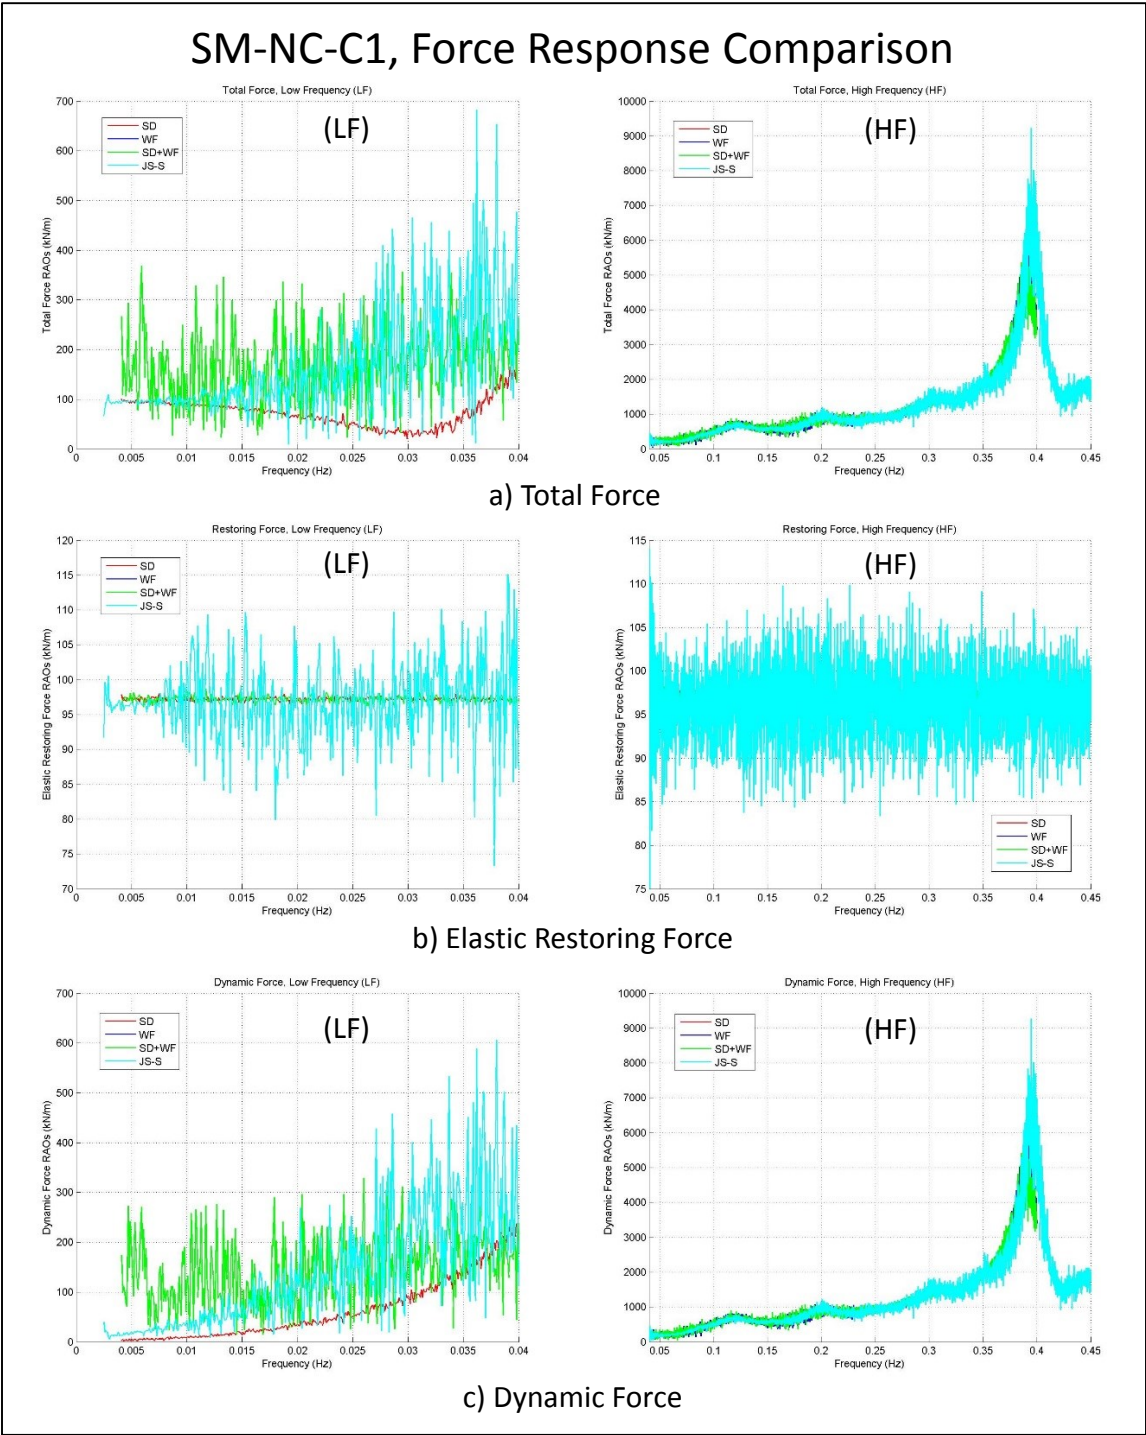 SM-NC-C1, Force Response Comparison
Total Force, Low Frequency (LF)
(LF)
SD
WF
SD+WF
JS-S
Total Force RAOs (kN/m)
700
600
500
400
300
200
100
0
0 0.005 0.01 0.015 0.02 0.025 0.03 0.035 0.04
Frequency (Hz)
Total Force, High Frequency (HF)
(HF)
SD
WF
SD+WF
JS-S
Total Force RAOs (kN/m)
10000
9000
8000
7000
6000
5000
4000
3000
2000
1000
0
0.05 0.1 0.15 0.2 0.25 0.3 0.35 0.4 0.45
Frequency (Hz)
a) Total Force
Restoring Force, Low Frequency (LF)
(LF)
SD
WF
SD+WF
JS-S
Elastic Restoring Force RAOs (kN/m)
120
115
110
105
100
95
90
85
80
75
70
0 0.005 0.01 0.015 0.02 0.025 0.03 0.035 0.04
Frequency (Hz)
Restoring Force, High Frequency (HF)
(HF)
Elastic Restoring Force RAOs (kN/m)
115
110
105
100
95
90
85
80
75
SD
WF
SD+WF
JS-S
0.05 0.1 0.15 0.2 0.25 0.3 0.35 0.4 0.45
Frequency (Hz)
b) Elastic Restoring Force
Dynamic Force, Low Frequency (LF)
(LF)
SD
WF
SD+WF
JS-S
Dynamic Force RAOs (kN/m)
700
600
500
400
300
200
100
0
0 0.005 0.01 0.015 0.02 0.025 0.03 0.035 0.04
Frequency (Hz)
Dynamic Force, High Frequency (HF)
(HF)
SD
WF
SD+WF
JS-S
Dynamic Force RAOs (kN/m)
10000
9000
8000
7000
6000
5000
4000
3000
2000
1000
0
0.05 0.1 0.15 0.2 0.25 0.3 0.35 0.4 0.45
Frequency (Hz)
c) Dynamic Force